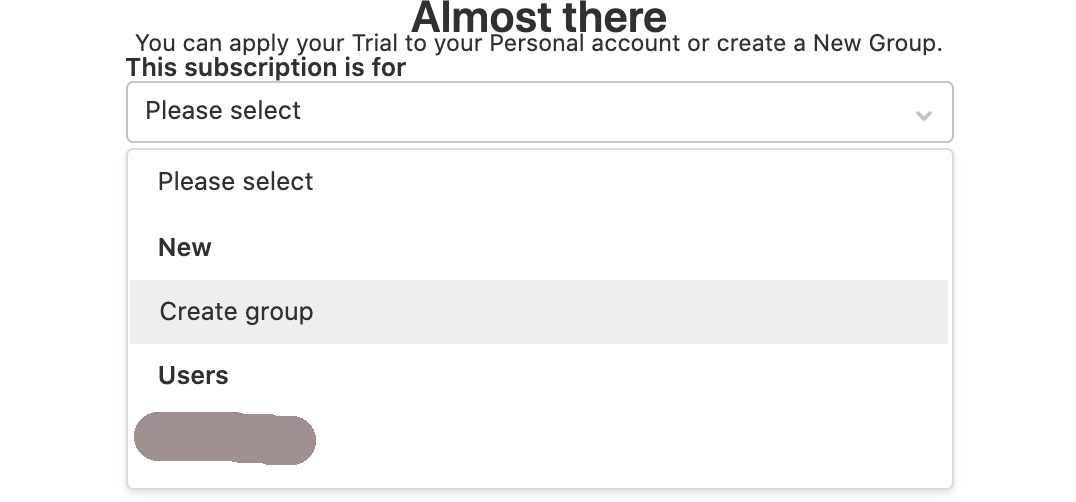 Almost there
You can apply your Trial to your Personal account or create a New Group.
This subscription is for
Please select
Please select
New
Create group
Users